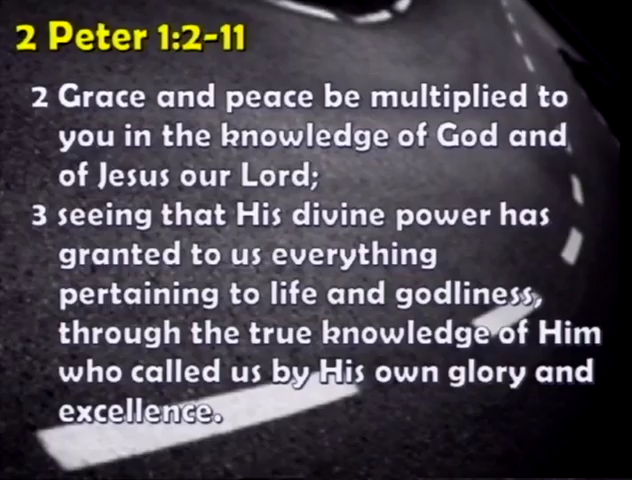 2 Peter 1:2-11
2 Grace and peace be multiplied to
you in the knowledge of God and
of Jesus our Lord;
3 seeing that His divine power has
granted to us everything
pertaining to life and godliness,
through the true knowledge of Him
who called us by His own glory and
excellence.